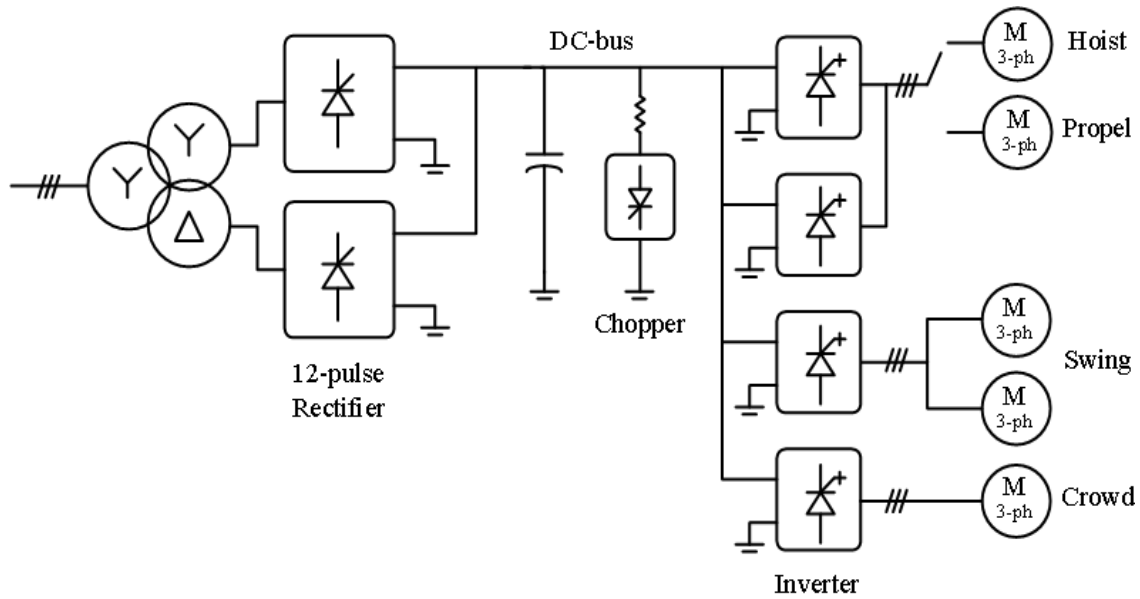 DC-bus
M
3-ph
Hoist
M
3-ph
Propel
Y
Y
Δ
Chopper
12-pulse
Rectifier
M
3-ph
Swing
M
3-ph
M
3-ph
Crowd
Inverter